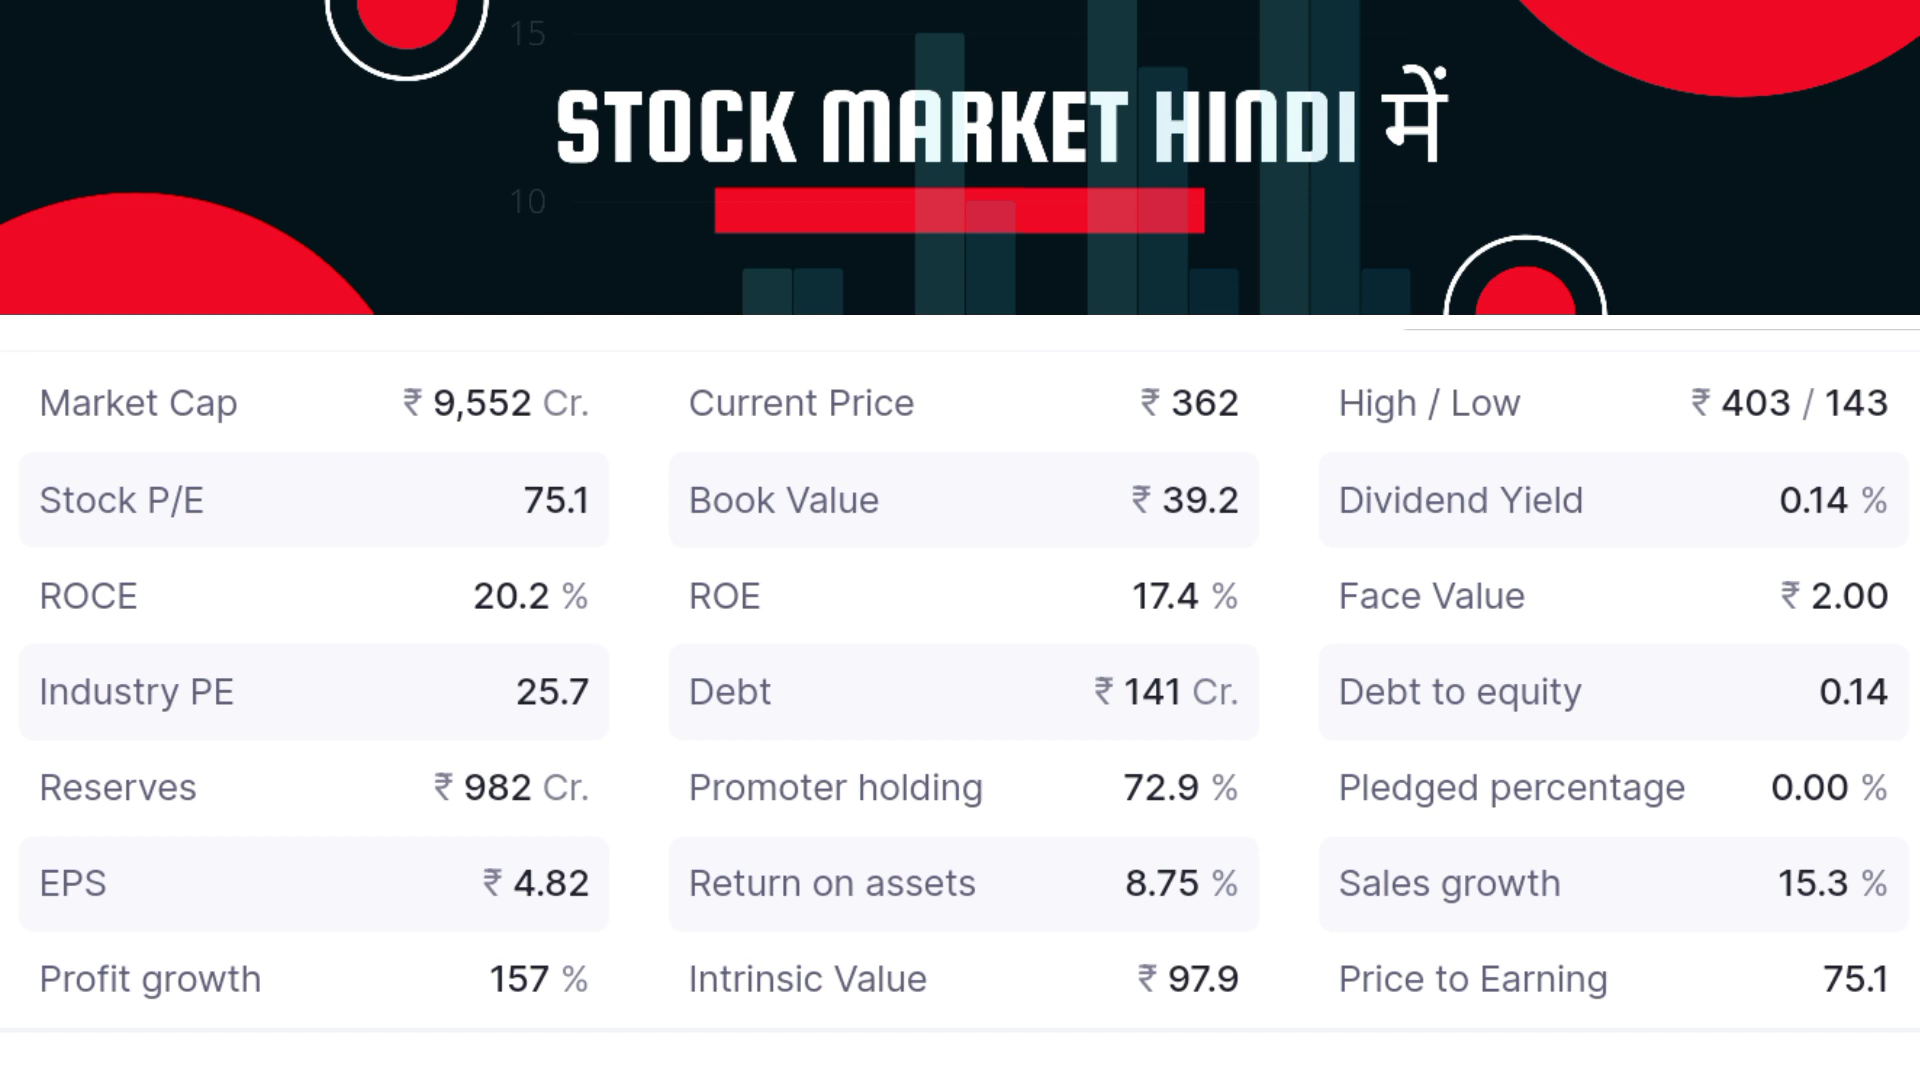 15
STOCK MARKET HINDI में
10
Market Cap ₹ 9,552 Cr. Current Price ₹ 362 High / Low ₹ 403 / 143
Stock P/E 75.1 Book Value ₹ 39.2 Dividend Yield 0.14 %
ROCE 20.2 % ROE 17.4 % Face Value ₹ 2.00
Industry PE 25.7 Debt ₹ 141 Cr. Debt to equity 0.14
Reserves ₹ 982 Cr. Promoter holding 72.9 % Pledged percentage 0.00 %
EPS ₹ 4.82 Return on assets 8.75 % Sales growth 15.3 %
Profit growth 157 % Intrinsic Value ₹ 97.9 Price to Earning 75.1